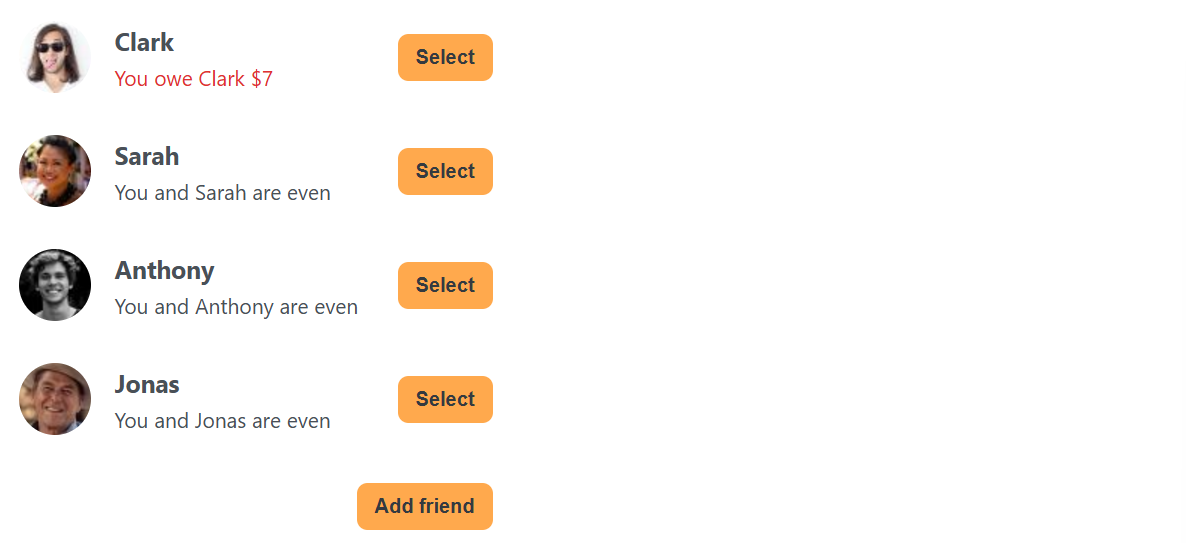 Clark
You owe Clark $7
Select
Sarah
You and Sarah are even
Select
Anthony
You and Anthony are even
Select
Jonas
You and Jonas are even
Select
Add friend